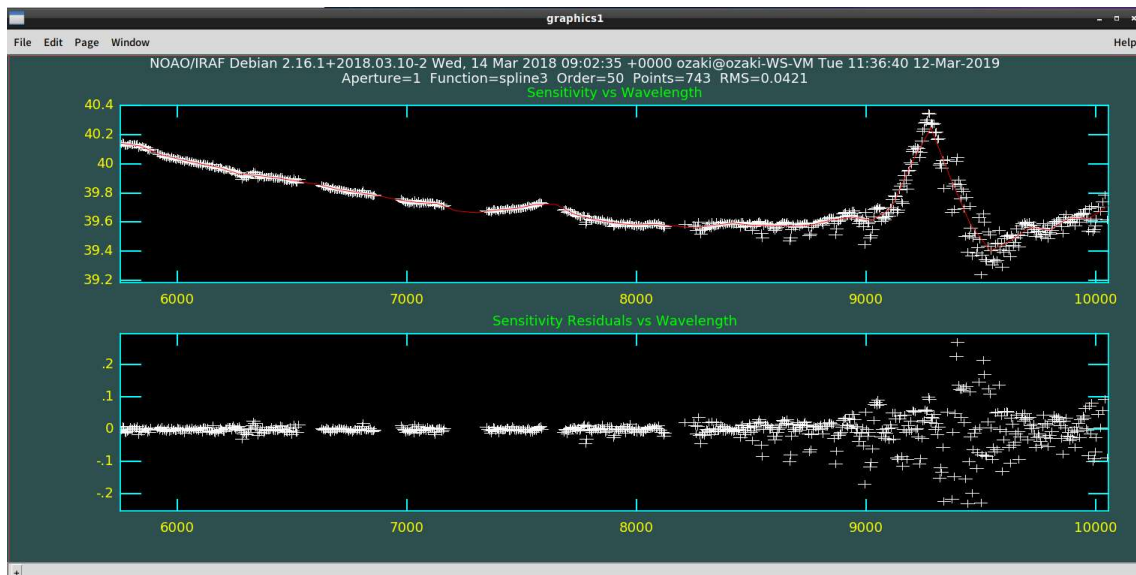 graphics1
File Edit Page Window Help
NOAO/IRAF Debian 2.16.1+2018.03.10-2 Wed, 14 Mar 2018 09:02:35 +0000 ozaki@ozaki-WS-VM Tue 11:36:40 12-Mar-2019
Aperture=1 Function=spline3 Order=50 Points=743 RMS=0.0421
Sensitivity vs Wavelength
40.4
40.2
40
39.8
39.6
39.4
39.2
6000 7000 8000 9000 10000
Sensitivity Residuals vs Wavelength
.2
.1
0
-.1
-.2
6000 7000 8000 9000 10000